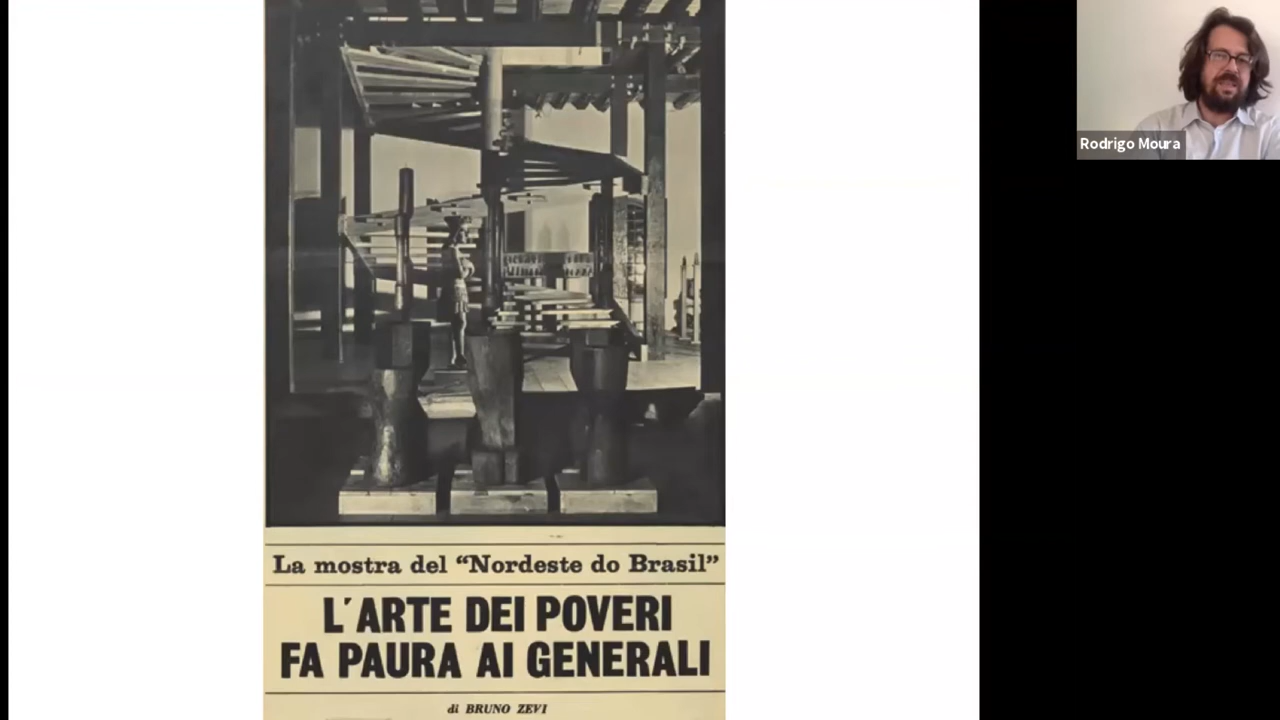 Rodrigo Moura
La mostra del “Nordeste do Brasil”
L'ARTE DEI POVERI
FA PAURA AI GENERALI
di BRUNO ZEVI